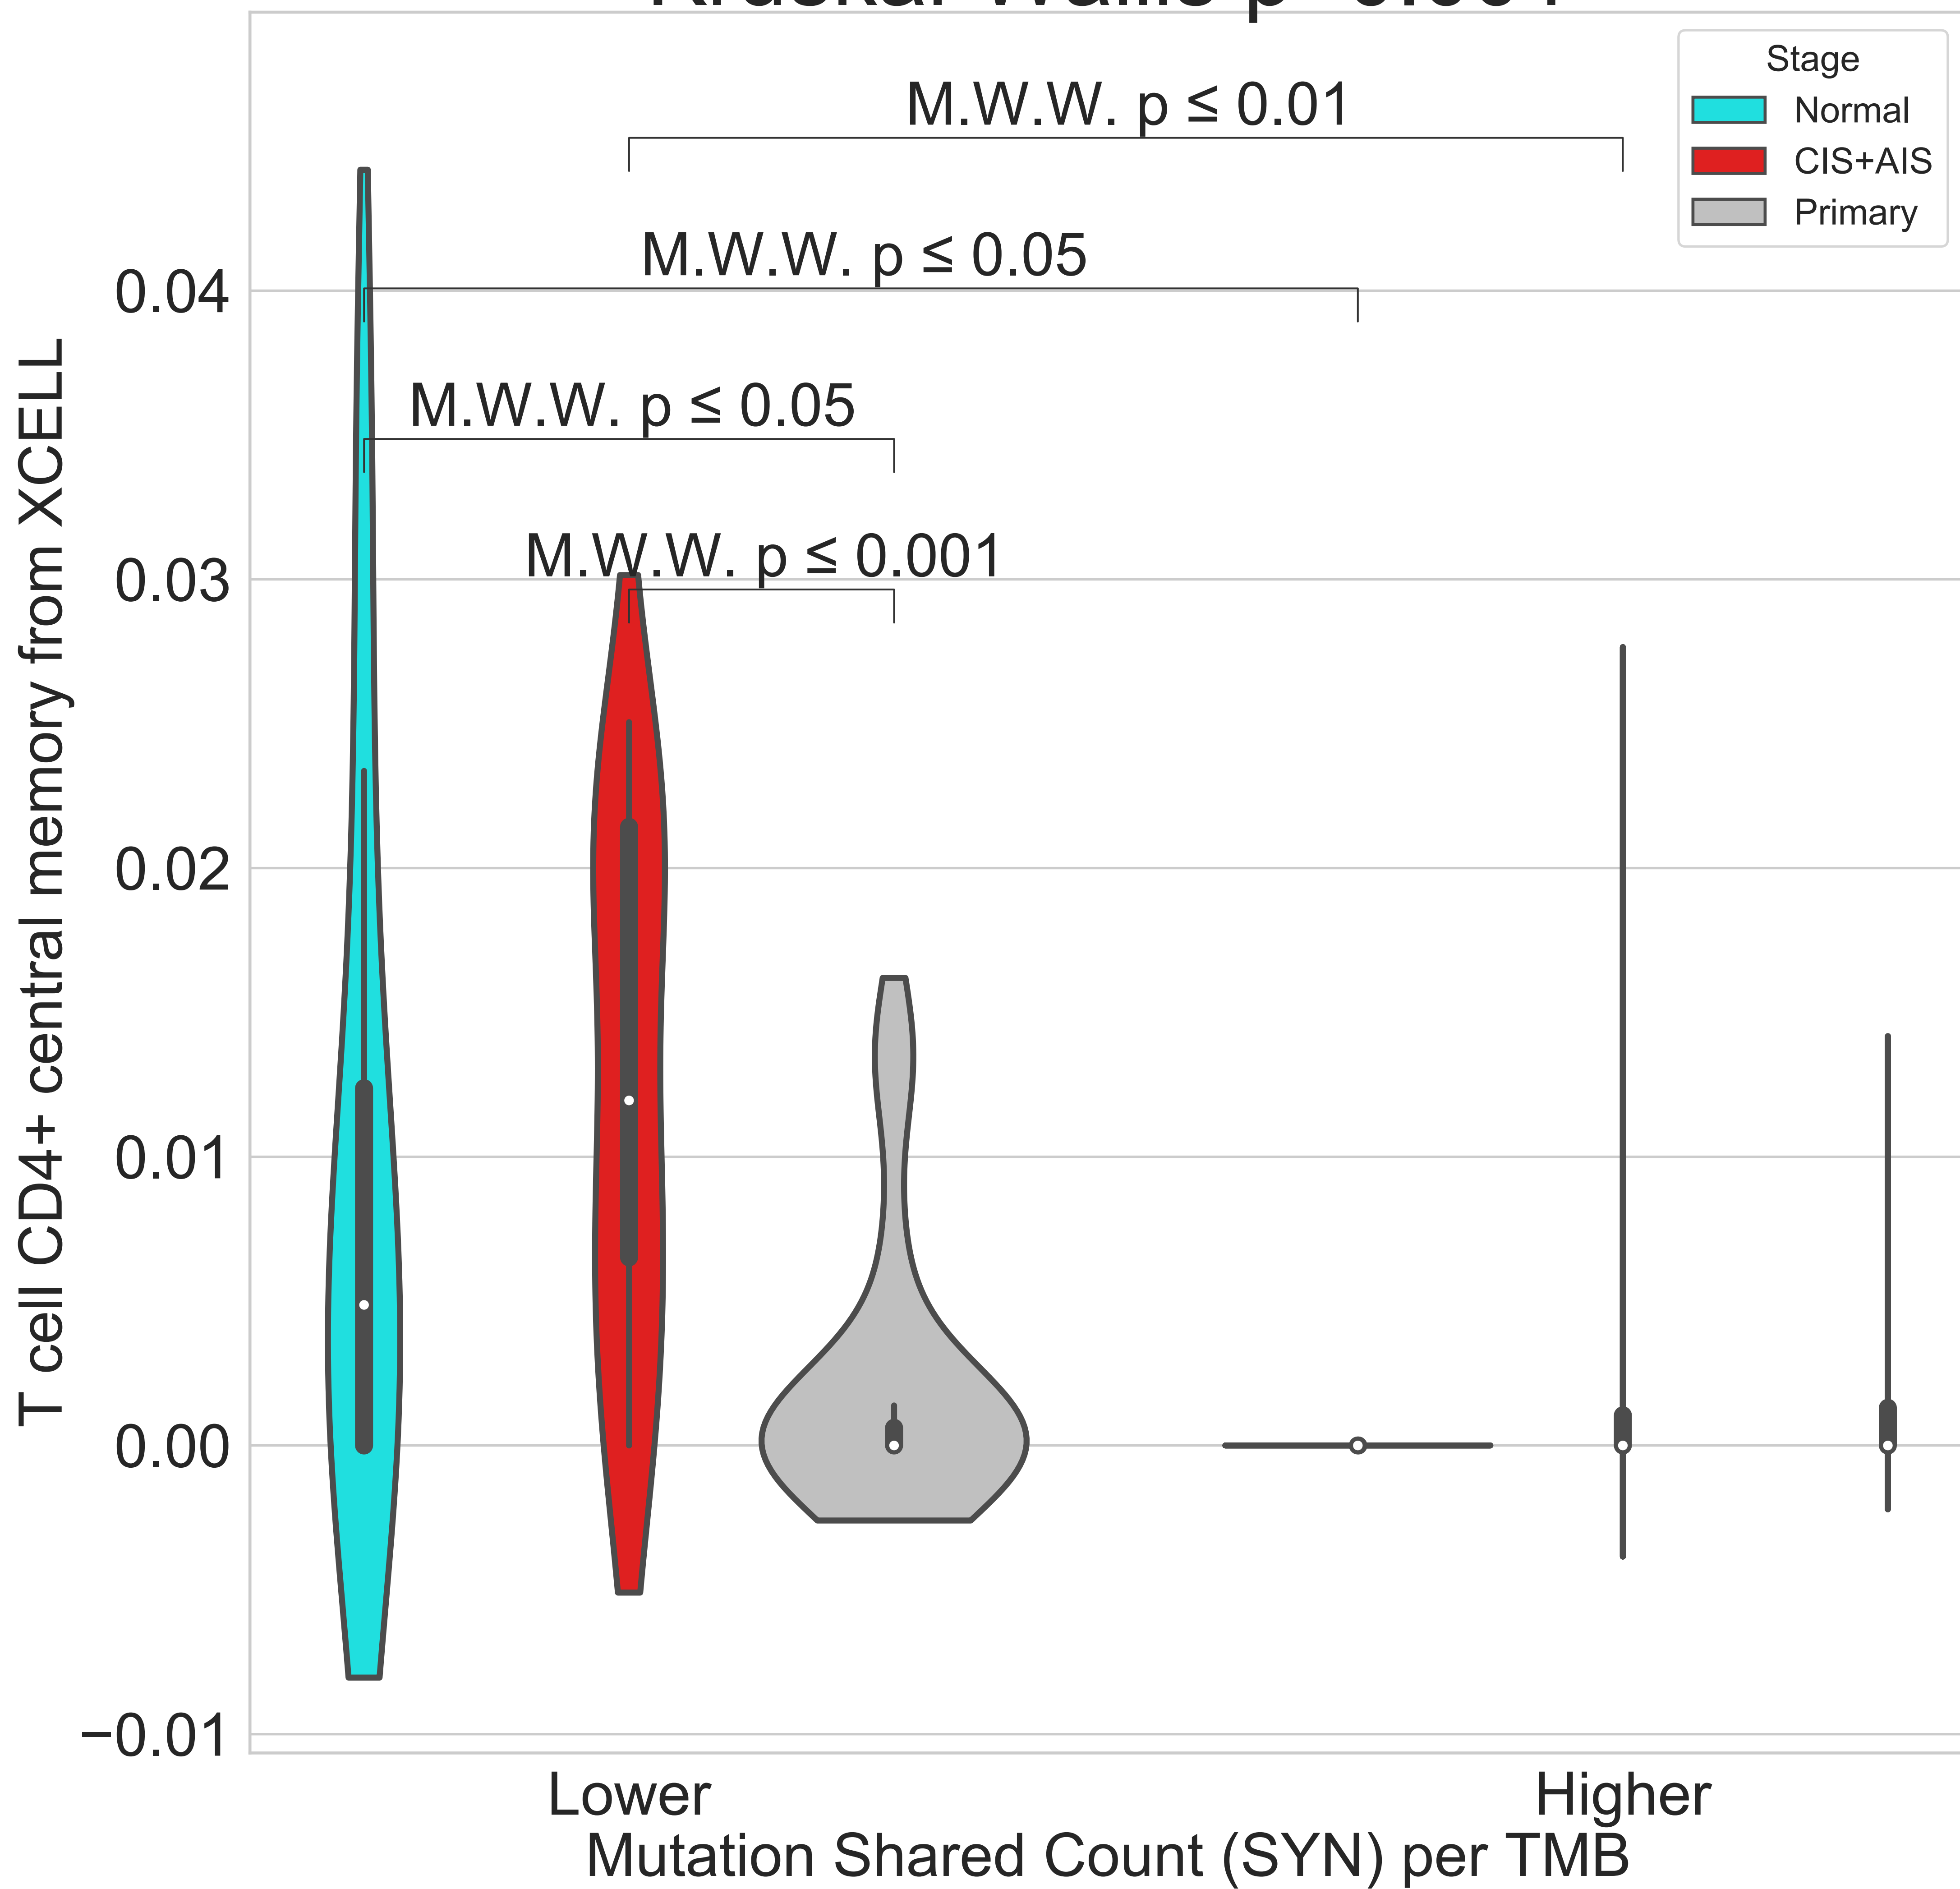 Stage
Normal
CIS+AIS
Primary
M.W.W. p ≤ 0.01
M.W.W. p ≤ 0.05
M.W.W. p ≤ 0.05
M.W.W. p ≤ 0.001
T cell CD4+ central memory from XCELL
0.04
0.03
0.02
0.01
0.00
−0.01
Lower
Higher
Mutation Shared Count (SYN) per TMB